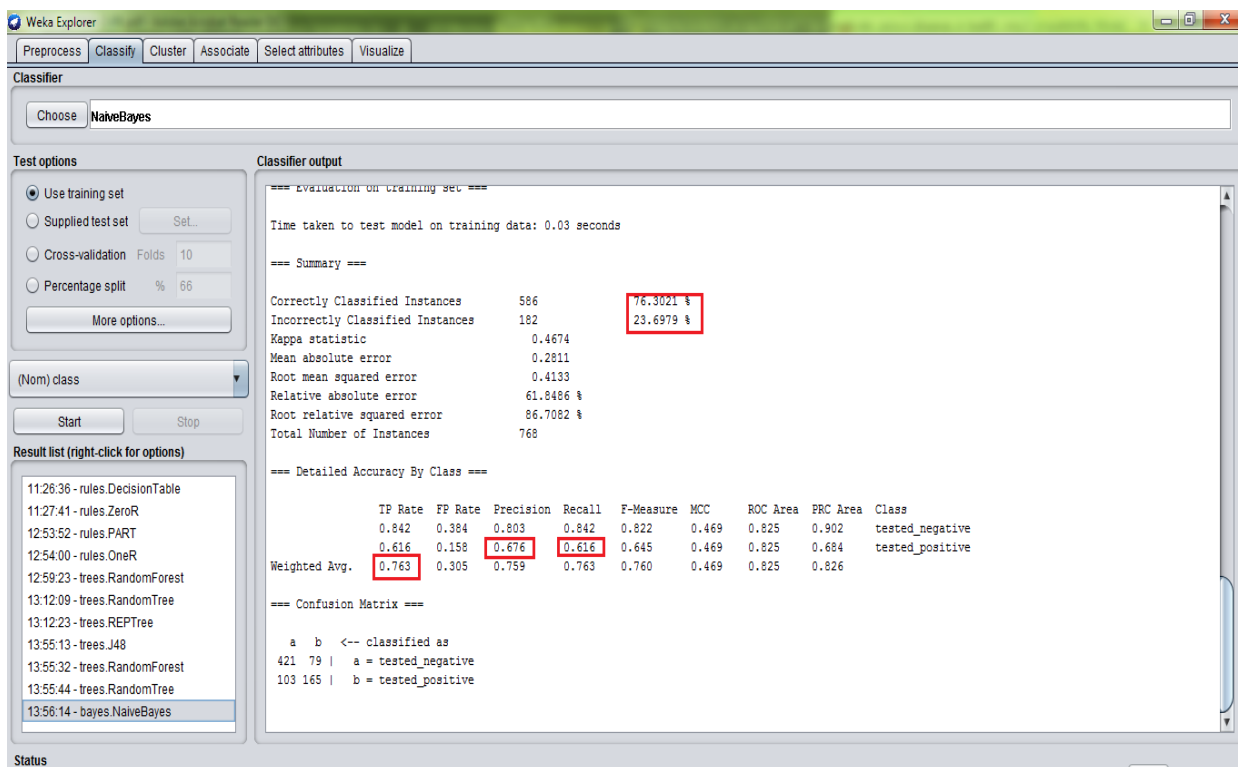 Weka Explorer
Preprocess Classify Cluster Associate Select attributes Visualize
Classifier
Choose NaiveBayes
Test options
Use training set
Supplied test set Set...
Cross-validation Folds 10
Percentage split % 66
More options...
(Nom) class
Start Stop
Result list (right-click for options)
11:26:36 - rules.DecisionTable
11:27:41 - rules.ZeroR
12:53:52 - rules.PART
12:54:00 - rules.OneR
12:59:23 - trees.RandomForest
13:12:09 - trees.RandomTree
13:12:23 - trees.REPTree
13:55:13 - trees.J48
13:55:32 - trees.RandomForest
13:55:44 - trees.RandomTree
13:56:14 - bayes.NaiveBayes
Classifier output
=== Evaluation on training set ===
Time taken to test model on training data: 0.03 seconds
=== Summary ===
Correctly Classified Instances 586 76.3021 %
Incorrectly Classified Instances 182 23.6979 %
Kappa statistic 0.4674
Mean absolute error 0.2811
Root mean squared error 0.4133
Relative absolute error 61.8486 %
Root relative squared error 86.7082 %
Total Number of Instances 768
=== Detailed Accuracy By Class ===
TP Rate FP Rate Precision Recall F-Measure MCC ROC Area PRC Area Class
0.842 0.384 0.803 0.842 0.822 0.469 0.825 0.902 tested_negative
0.616 0.158 0.676 0.616 0.645 0.469 0.825 0.684 tested_positive
Weighted Avg. 0.763 0.305 0.759 0.763 0.760 0.469 0.825 0.826
=== Confusion Matrix ===
a b <-- classified as
421 79 | a = tested_negative
103 165 | b = tested_positive
Status